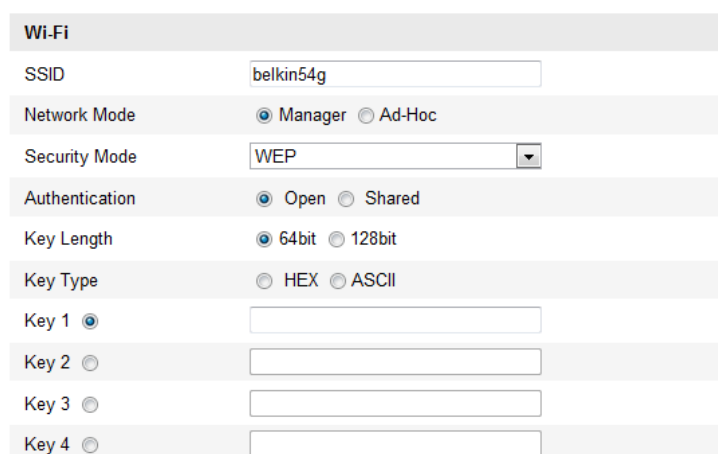 Wi-Fi
SSID belkin54g
Network Mode Manager Ad-Hoc
Security Mode WEP
Authentication Open Shared
Key Length 64bit 128bit
Key Type HEX ASCII
Key 1
Key 2
Key 3
Key 4